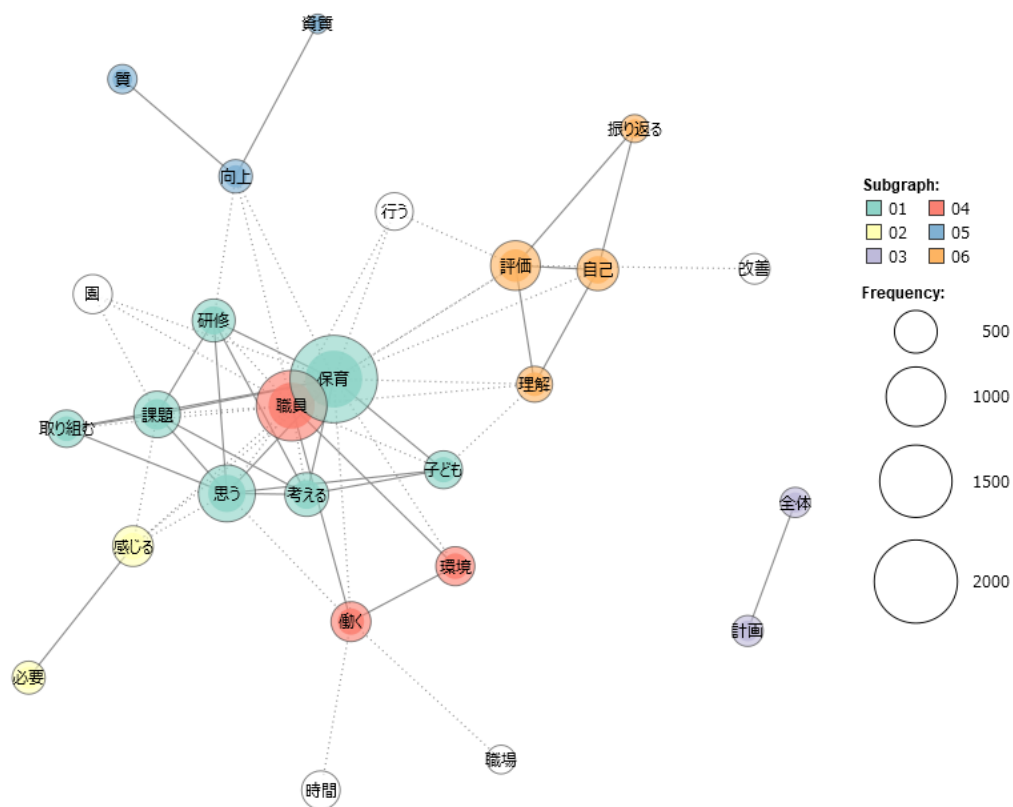 資質
質
振り返る
向上
行う
評価
自己
改善
園
研修
保育
理解
職員
課題
取り組む
子ども
思う
考える
全体
感じる
環境
働く
計画
必要
職場
時間
Subgraph:
01 04
02 05
03 06
Frequency:
500
1000
1500
2000